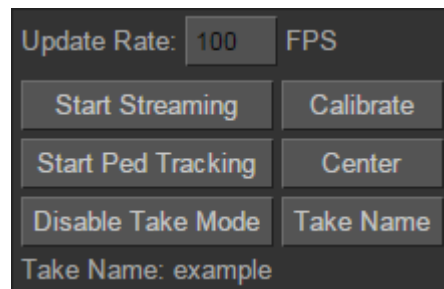 Update Rate: 100 FPS
Start Streaming Calibrate
Start Ped Tracking Center
Disable Take Mode Take Name
Take Name: example